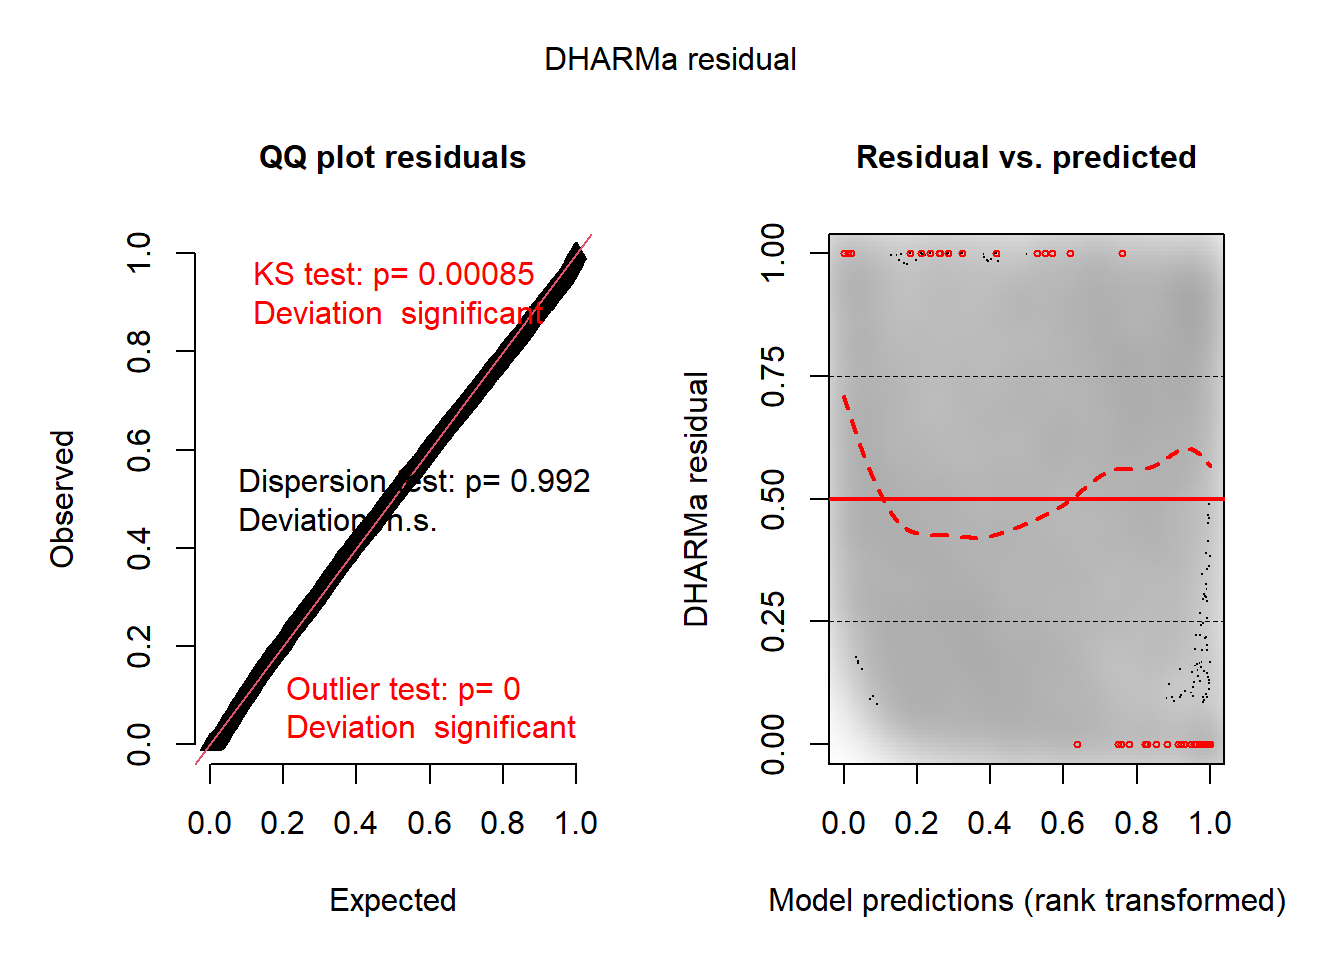 DHARMa residual
QQ plot residuals
KS test: p= 0.00085
Deviation  significant
Dispersion test: p= 0.992
Deviation n.s.
Outlier test: p= 0
Deviation  significant
Observed
0.0 0.2 0.4 0.6 0.8 1.0
0.0 0.2 0.4 0.6 0.8 1.0
Expected
Residual vs. predicted
DHARMa residual
0.00 0.25 0.50 0.75 1.00
0.0 0.2 0.4 0.6 0.8 1.0
Model predictions (rank transformed)